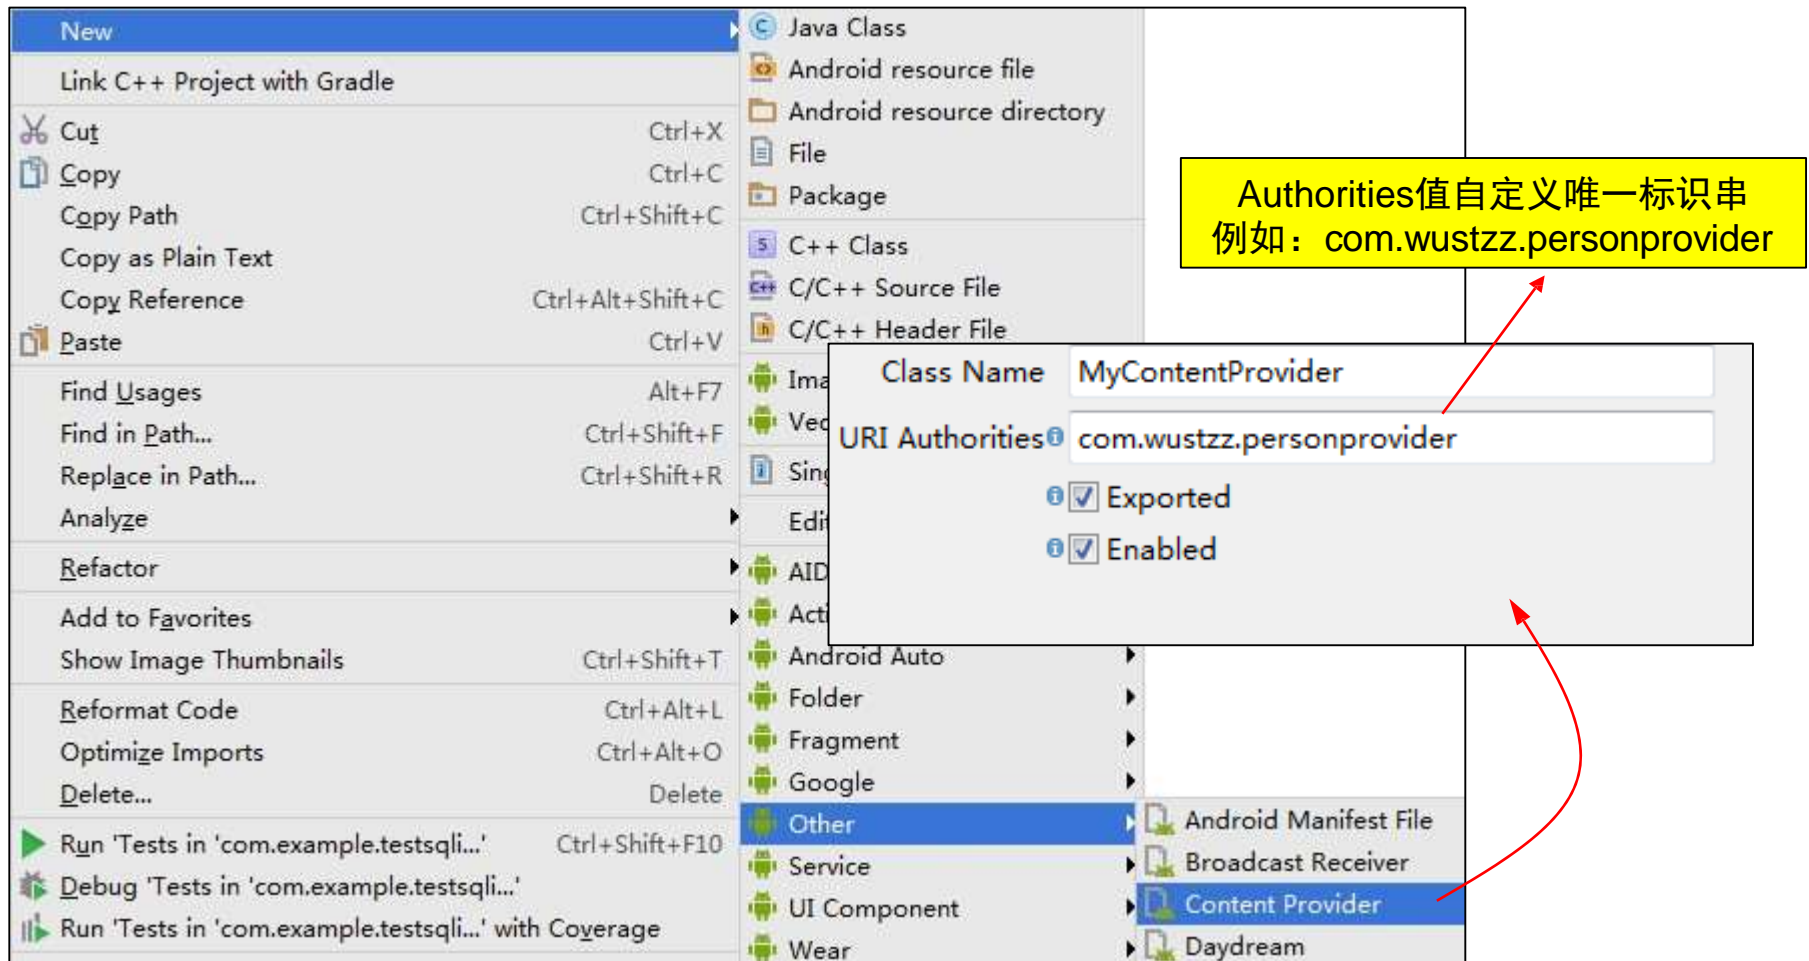 New
Link C++ Project with Gradle
Cut Ctrl+X
Copy Ctrl+C
Copy Path Ctrl+Shift+C
Copy as Plain Text
Copy Reference Ctrl+Alt+Shift+C
Paste Ctrl+V
Find Usages Alt+F7
Find in Path... Ctrl+Shift+F
Replace in Path... Ctrl+Shift+R
Analyze
Refactor
Add to Favorites
Show Image Thumbnails Ctrl+Shift+T
Reformat Code Ctrl+Alt+L
Optimize Imports Ctrl+Alt+O
Delete... Delete
Run 'Tests in 'com.example.testsqli...' Ctrl+Shift+F10
Debug 'Tests in 'com.example.testsqli...'
Run 'Tests in 'com.example.testsqli...' with Coverage
Java Class
Android resource file
Android resource directory
File
Package
C++ Class
C/C++ Source File
C/C++ Header File
Ima
Vec
Sing
Edit
AID
Acti
Android Auto
Folder
Fragment
Google
Other
Service
UI Component
Wear
Android Manifest File
Broadcast Receiver
Content Provider
Daydream
Class Name MyContentProvider
URI Authorities com.wustzz.personprovider
Exported
Enabled
Authorities值自定义唯一标识串
例如：com.wustzz.personprovider